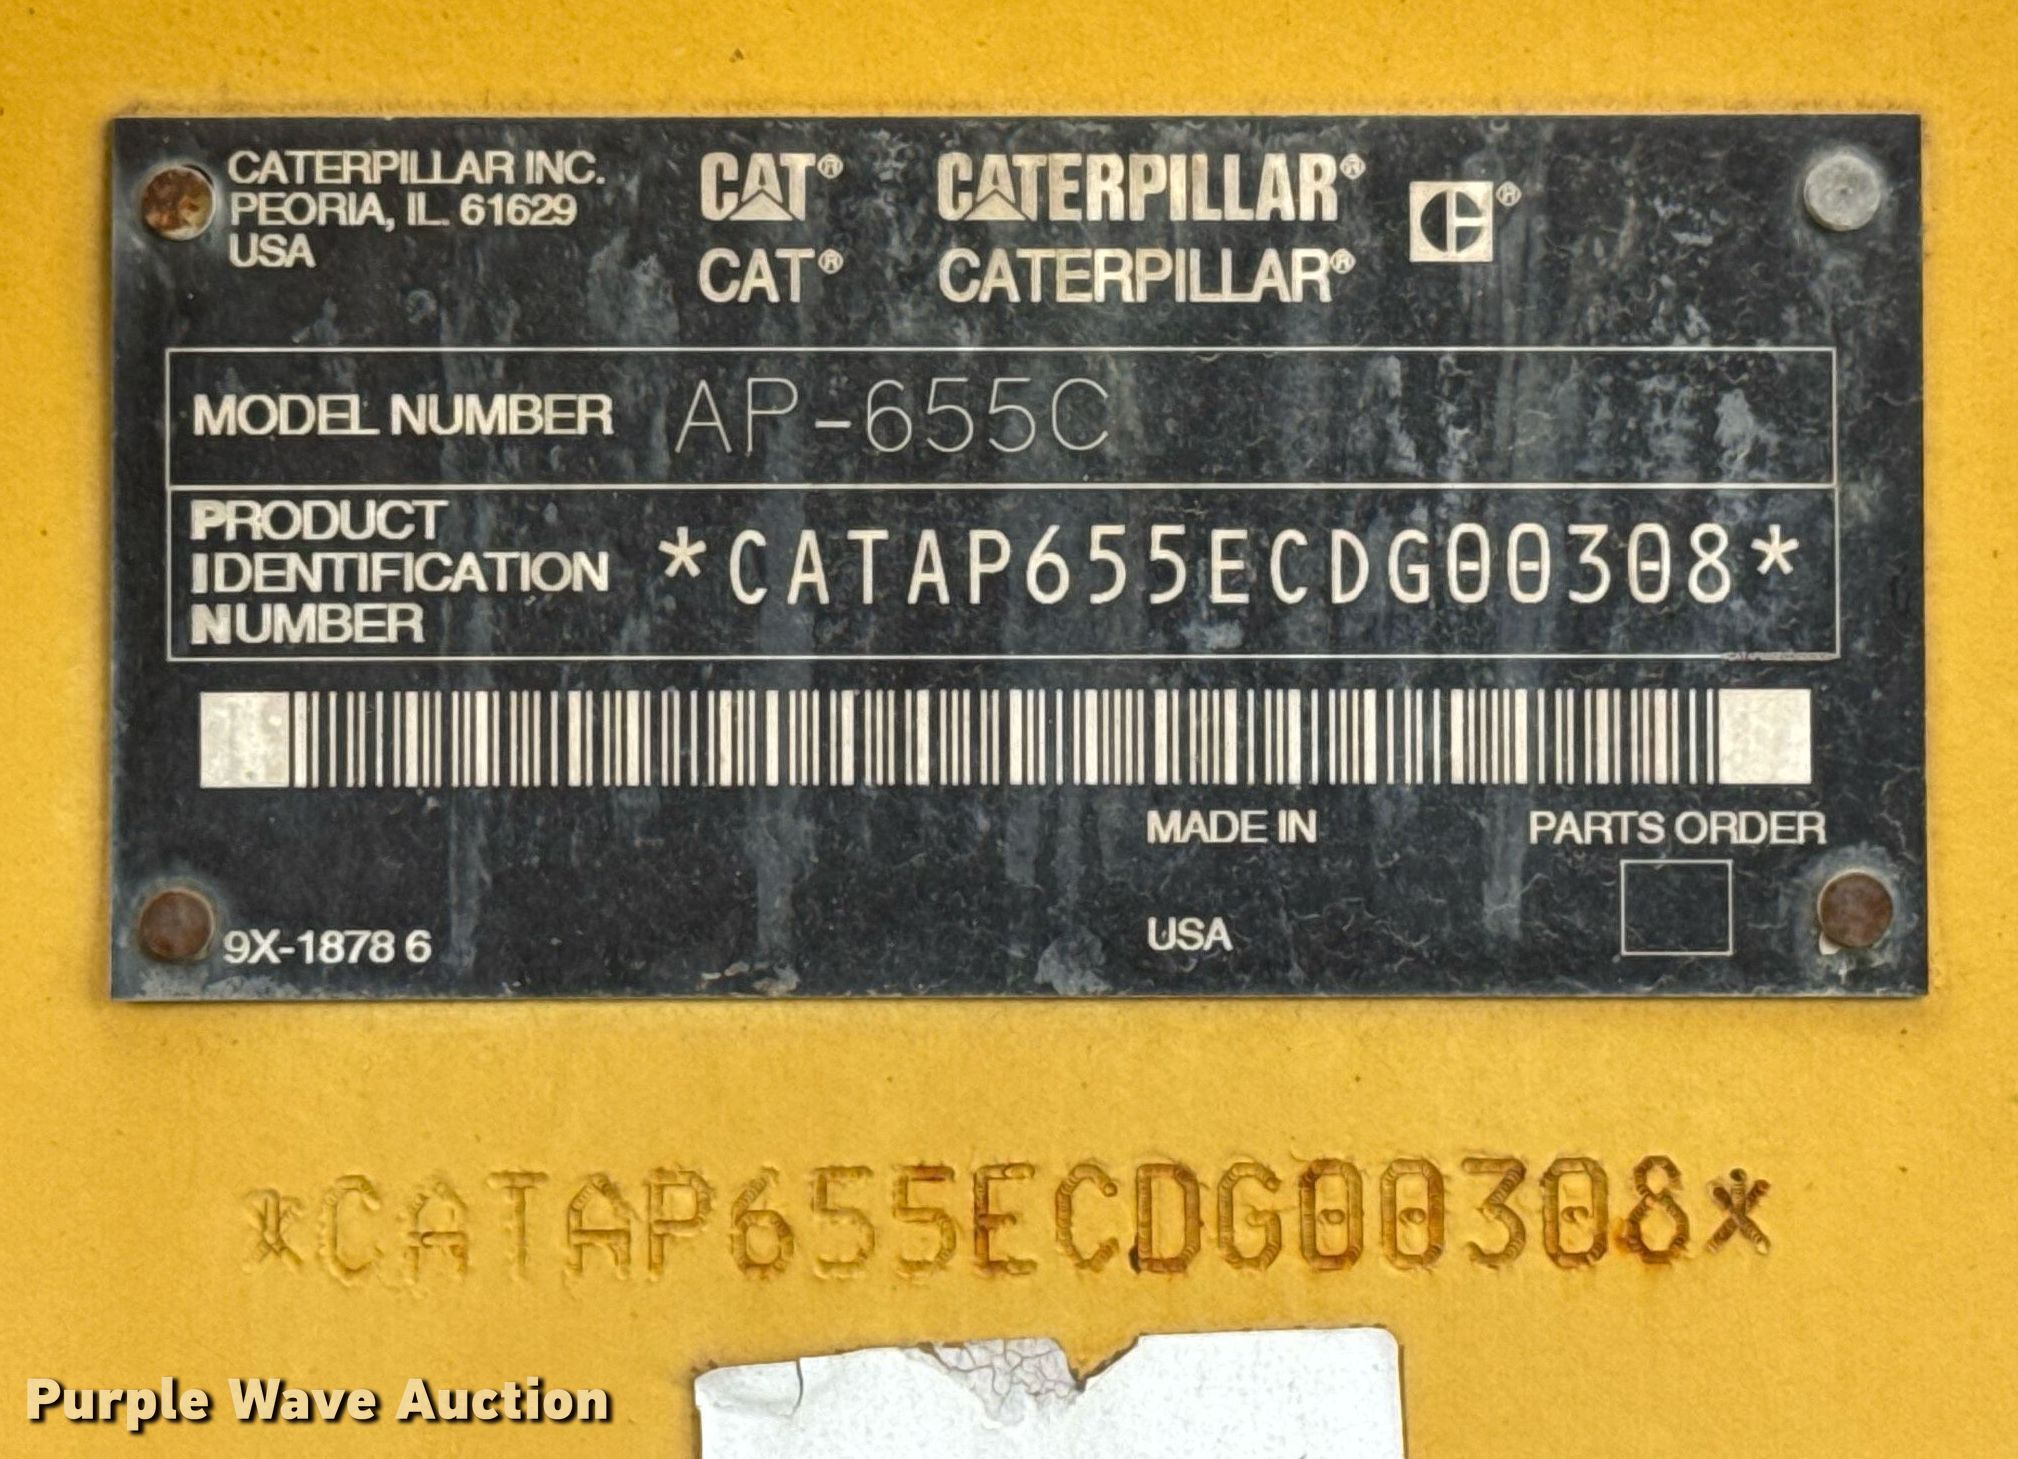 CATERPILLAR INC.
PEORIA, IL. 61629
USA
CAT® CATERPILLAR® CE®
CAT® CATERPILLAR®
MODEL NUMBER AP-655C
PRODUCT
IDENTIFICATION
NUMBER
*CATAP655ECDG00308*
MADE IN
PARTS ORDER
9X-1878 6
USA
*CATAP655ECDG00308*
Purple Wave Auction